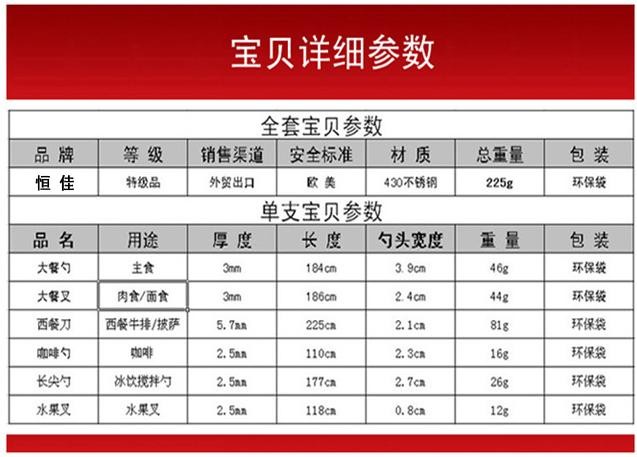 宝贝详细参数
全套宝贝参数
品牌 等级 销售渠道 安全标准 材质 总重量 包装
恒佳 特级品 外贸出口 欧美 430不锈钢 225g 环保袋
单支宝贝参数
品名 用途 厚度 长度 勺头宽度 重量 包装
大餐勺 主食 3mm 184cm 3.9cm 46g 环保袋
大餐叉 肉食/面食 3mm 186cm 2.4cm 44g 环保袋
西餐刀 西餐牛排/披萨 5.7mm 225cm 2.1cm 81g 环保袋
咖啡勺 咖啡 2.5mm 110cm 2.3cm 16g 环保袋
长尖勺 冰饮搅拌勺 2.5mm 177cm 2.7cm 26g 环保袋
水果叉 水果 2.5mm 118cm 0.8cm 12g 环保袋